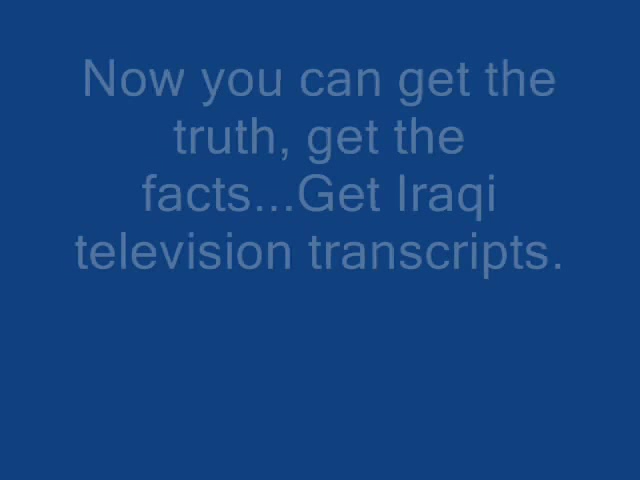 Now you can get the
truth, get the
facts...Get Iraqi
television transcripts.